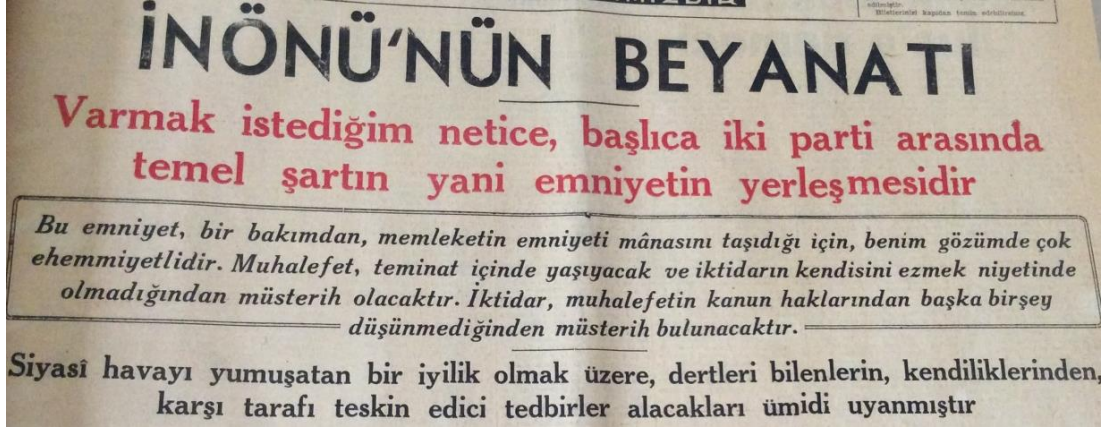 edilmiştir.
İNÖNÜ'NÜN BEYANATI
Varmak istediğim netice, başlıca iki parti arasında
temel şartın yani emniyetin yerleşmesidir
Bu emniyet, bir bakımdan, memleketin emniyeti mânasını taşıdığı için, benim gözümde çok
ehemmiyetlidir. Muhalefet, teminat içinde yaşıyacak ve iktidarın kendisini ezmek niyetinde
olmadığından müsterih olacaktır. İktidar, muhalefetin kanun haklarından başka birşey
düşünmediğinden müsterih bulunacaktır.
Siyasî havayı yumuşatan bir iyilik olmak üzere, dertleri bilenlerin, kendiliklerinden,
karşı tarafı teskin edici tedbirler alacakları ümidi uyanmıştır